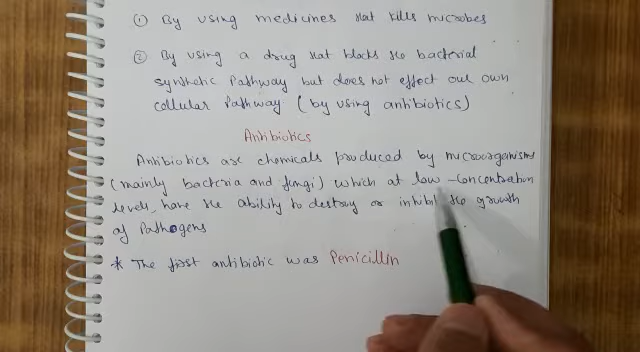 ① By using medicines that kills microbes
② By using a drug that blocks the bacterial
synthetic Pathway but does not effect our own
cellular Pathway (by using antibiotics)
Antibiotics
Antibiotics are chemicals produced by microorganisms
(mainly bacteria and fungi) which at low-concentration
levels, have the ability to destroy or inhibit the growth
of Pathogens
* The first antibiotic was Penicillin